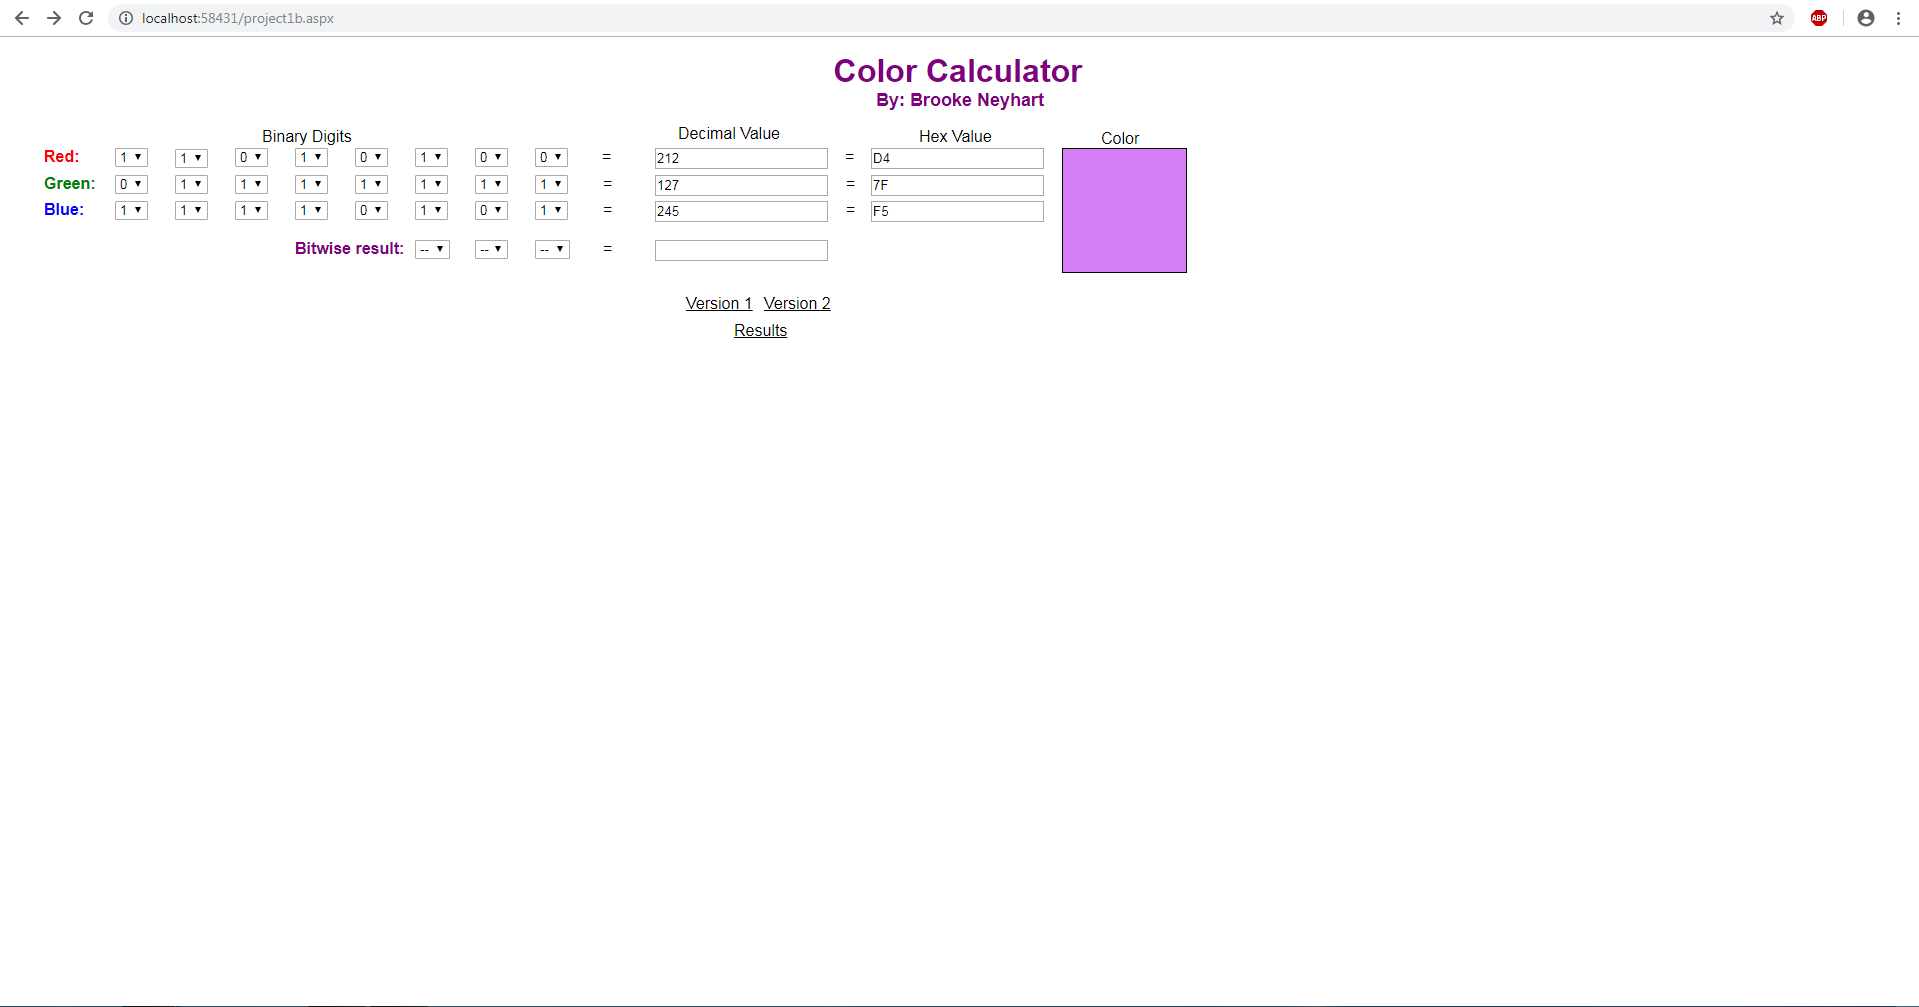 localhost:58431/project1b.aspx
ABP
Color Calculator
By: Brooke Neyhart
Binary Digits Decimal Value Hex Value Color
Red: 1 1 0 1 0 1 0 0 = 212 = D4
Green: 0 1 1 1 1 1 1 1 = 127 = 7F
Blue: 1 1 1 1 0 1 0 1 = 245 = F5
Bitwise result: -- -- -- =
Version 1 Version 2
Results